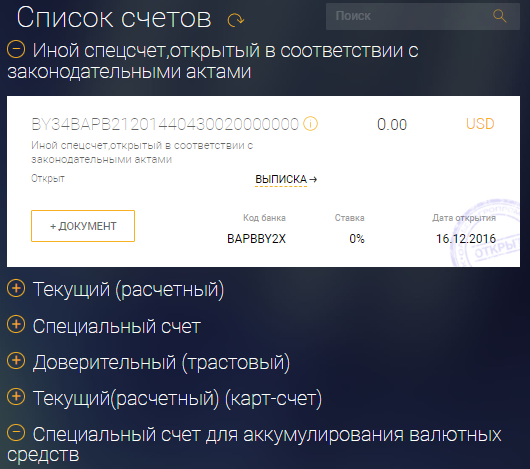 Список счетов
Поиск
Иной спецсчет,открытый в соответствии с
законодательными актами
BY34BAPB21201440430020000000
0.00
USD
Иной спецсчет,открытый в соответствии с
законодательными актами
Открыт
ВЫПИСКА
+ ДОКУМЕНТ
Код банка
Ставка
Дата открытия
BAPBBY2X
0%
16.12.2016
Текущий (расчетный)
Специальный счет
Доверительный (трастовый)
Текущий(расчетный) (карт-счет)
Специальный счет для аккумулирования валютных
средств